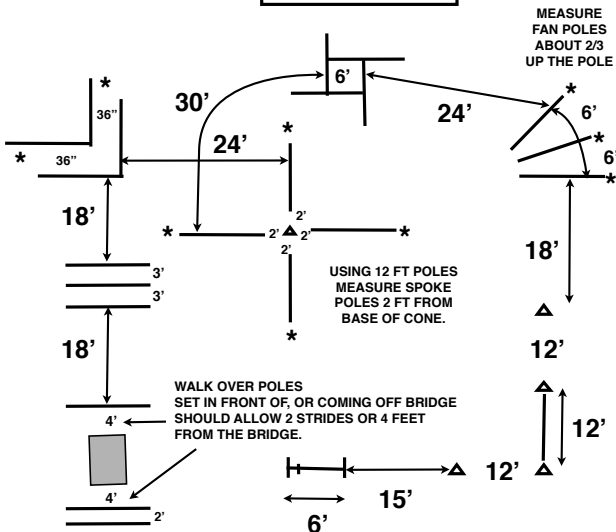 MEASURE
FAN POLES
ABOUT 2/3
UP THE POLE
6'
30'
24'
*
6'
*
36"
*
24'
*
6'
*
36"
*
18'
2'
*
2'
2'
*
2'
18'
3'
3'
USING 12 FT POLES
MEASURE SPOKE
POLES 2 FT FROM
BASE OF CONE.
*
18'
12'
WALK OVER POLES
SET IN FRONT OF, OR COMING OFF BRIDGE
SHOULD ALLOW 2 STRIDES OR 4 FEET
FROM THE BRIDGE.
4'
12'
4'
2'
6'
15'
12'